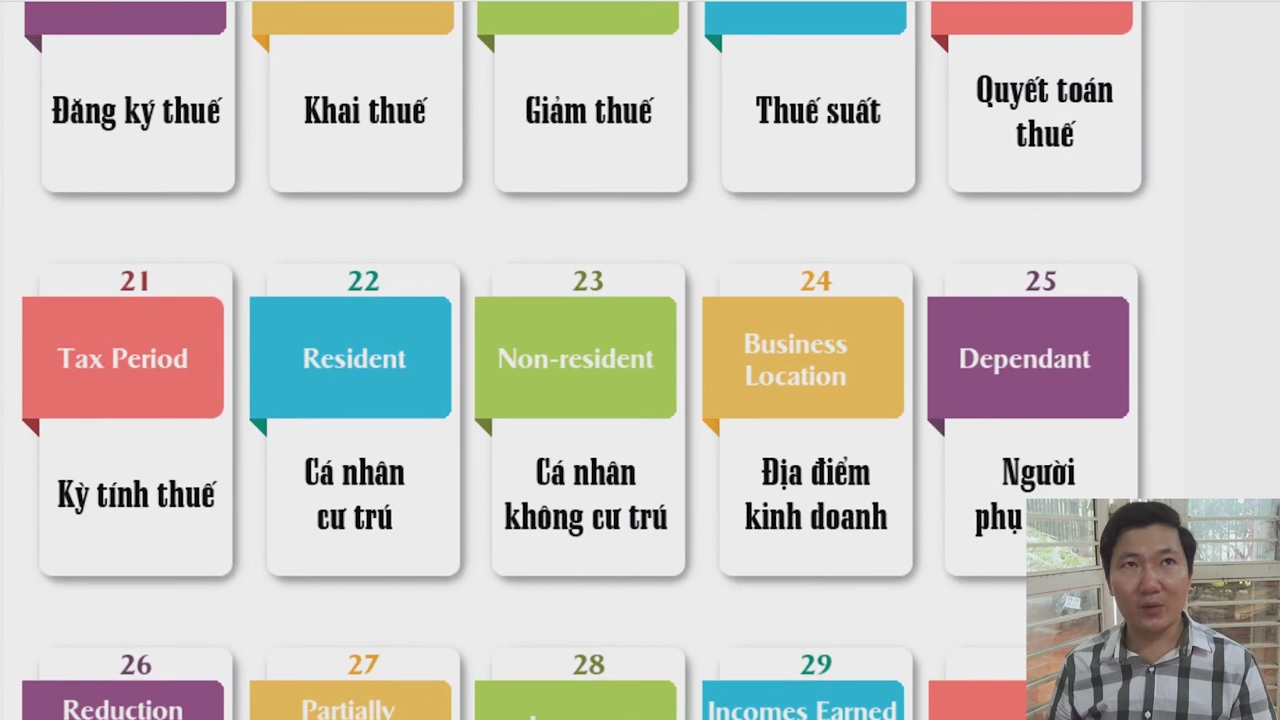 Đăng ký thuế
Khai thuế
Giảm thuế
Thuế suất
Quyết toán
thuế
21
Tax Period
Kỳ tính thuế
22
Resident
Cá nhân
cư trú
23
Non-resident
Cá nhân
không cư trú
24
Business
Location
Địa điểm
kinh doanh
25
Dependant
Người
phụ
26
Reduction
27
Partially
28
29
Incomes Earned